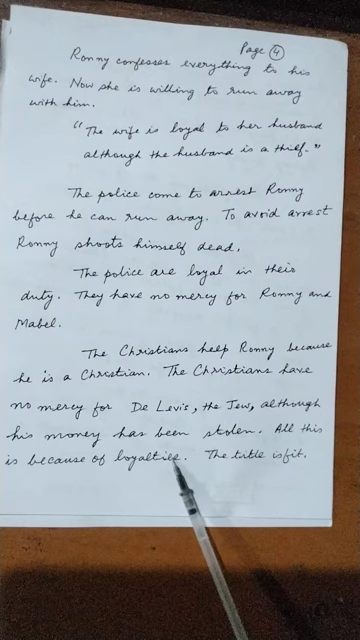 Page 4
Ronny confesses everything to his
wife. Now she is willing to run away
with him.
"The wife is loyal to her husband
although the husband is a thief."
The police come to arrest Ronny
before he can run away. To avoid arrest
Ronny shoots himself dead.
The police are loyal in their
duty. They have no mercy for Ronny and
Mabel.
The Christians help Ronny because
he is a Christian. The Christians have
no mercy for De Levis, the Jew, although
his money has been stolen. All this
is because of loyalties. The title is fit.